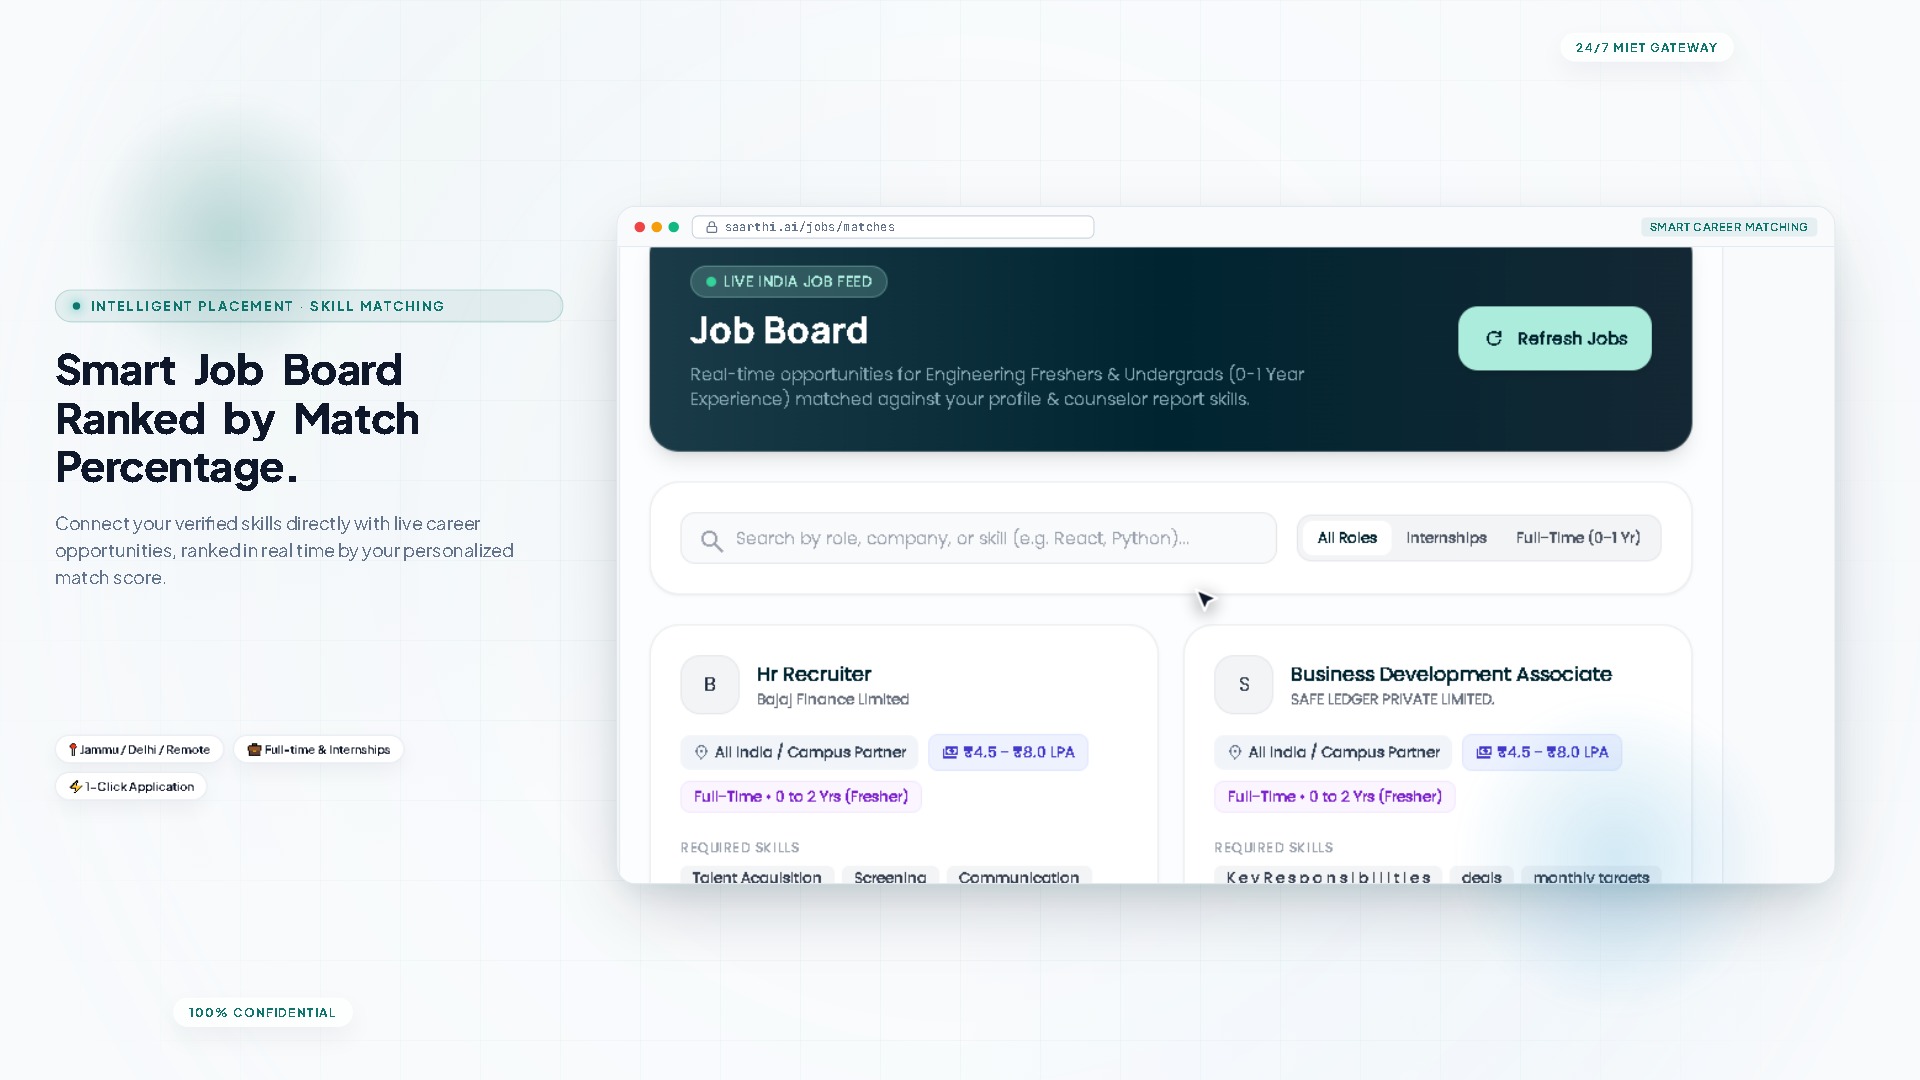 24/7 MIET GATEWAY
INTELLIGENT PLACEMENT · SKILL MATCHING
Smart Job Board
Ranked by Match
Percentage.
Connect your verified skills directly with live career
opportunities, ranked in real time by your personalized
match score.
📍 Jammu / Delhi / Remote
💼 Full-time & Internships
⚡ 1-Click Application
100% CONFIDENTIAL
saarthi.ai/jobs/matches
SMART CAREER MATCHING
LIVE INDIA JOB FEED
Job Board
Real-time opportunities for Engineering Freshers & Undergrads (0-1 Year
Experience) matched against your profile & counselor report skills.
Refresh Jobs
Search by role, company, or skill (e.g. React, Python)...
All Roles
Internships
Full-Time (0-1 Yr)
B
Hr Recruiter
Bajaj Finance Limited
All India / Campus Partner
₹4.5 - ₹8.0 LPA
Full-Time • 0 to 2 Yrs (Fresher)
REQUIRED SKILLS
Talent Acquisition
Screening
Communication
S
Business Development Associate
SAFE LEDGER PRIVATE LIMITED.
All India / Campus Partner
₹4.5 - ₹8.0 LPA
Full-Time • 0 to 2 Yrs (Fresher)
REQUIRED SKILLS
K e y R e s p o n s i b i l i t i e s
deals
monthly targets